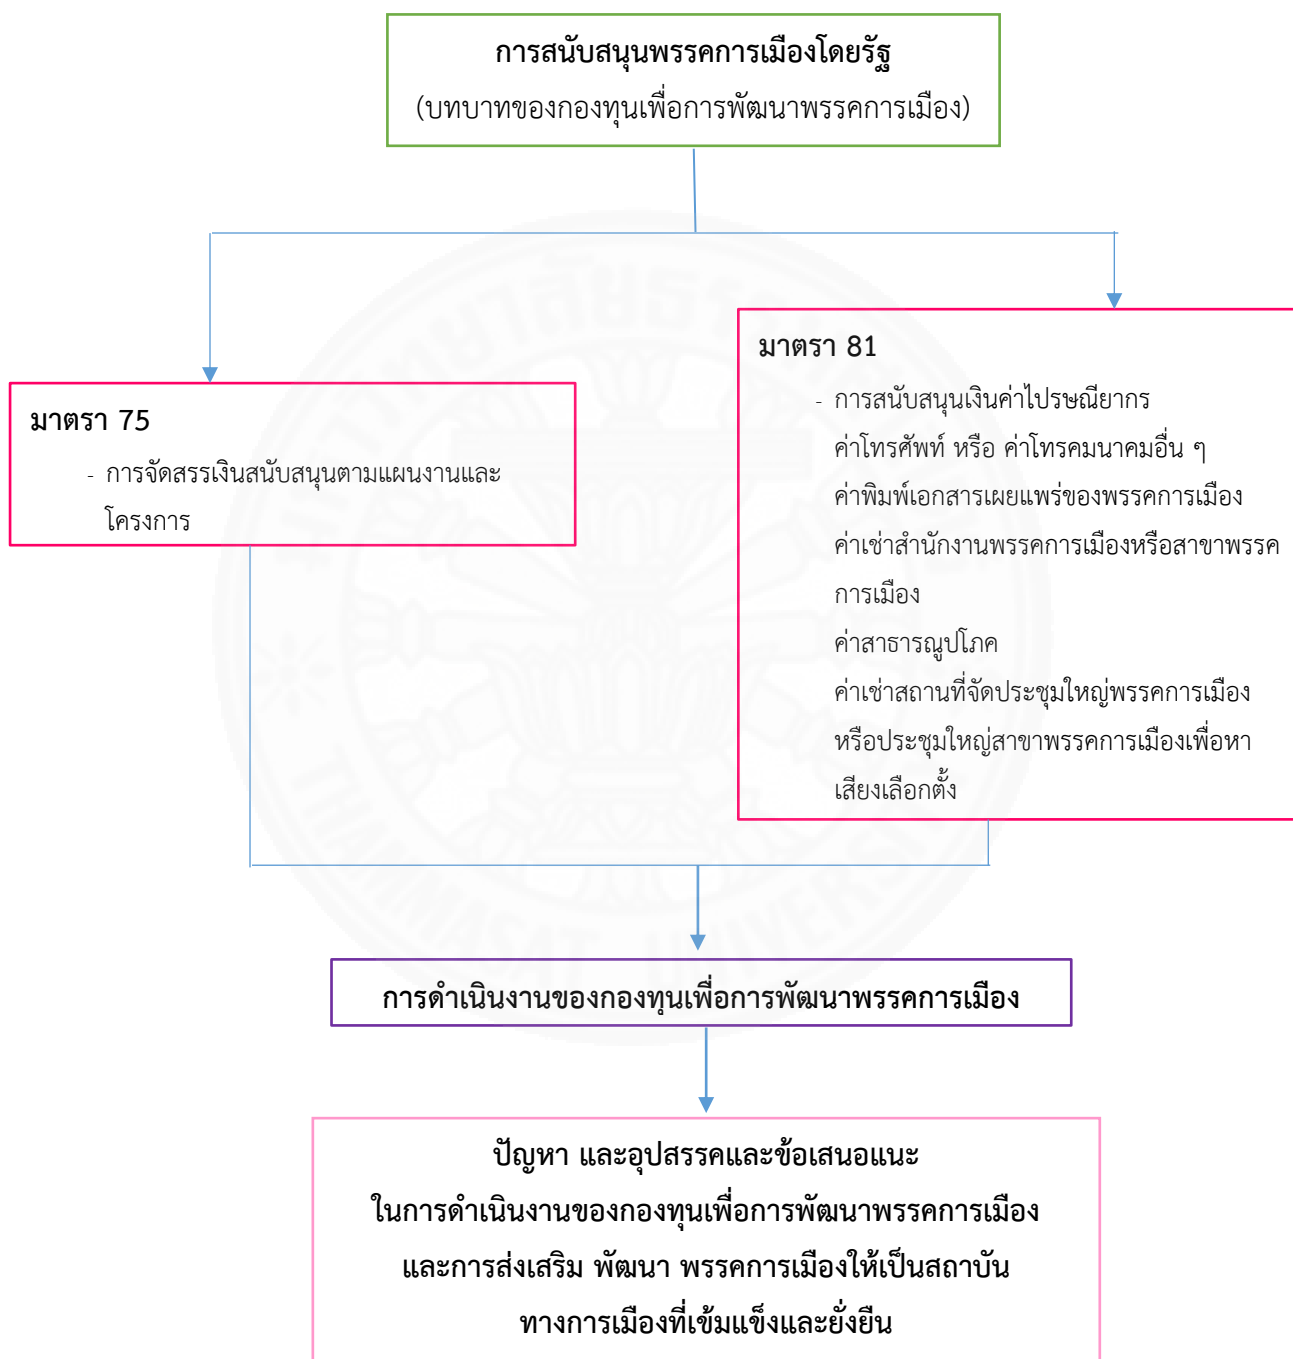 การสนับสนุนพรรคการเมืองโดยรัฐ
(บทบาทของกองทุนเพื่อการพัฒนาพรรคการเมือง)
มาตรา 75
- การจัดสรรเงินสนับสนุนตามแผนงานและ
โครงการ
มาตรา 81
- การสนับสนุนเงินค่าไปรษณียากร
ค่าโทรศัพท์ หรือ ค่าโทรคมนาคมอื่น ๆ
ค่าพิมพ์เอกสารเผยแพร่ของพรรคการเมือง
ค่าเช่าสำนักงานพรรคการเมืองหรือสาขาพรรค
การเมือง
ค่าสาธารณูปโภค
ค่าเช่าสถานที่จัดประชุมใหญ่พรรคการเมือง
หรือประชุมใหญ่สาขาพรรคการเมืองเพื่อหา
เสียงเลือกตั้ง
การดำเนินงานของกองทุนเพื่อการพัฒนาพรรคการเมือง
ปัญหา และอุปสรรคและข้อเสนอแนะ
ในการดำเนินงานของกองทุนเพื่อการพัฒนาพรรคการเมือง
และการส่งเสริม พัฒนา พรรคการเมืองให้เป็นสถาบัน
ทางการเมืองที่เข้มแข็งและยั่งยืน
THAMMASAT UNIVERSI